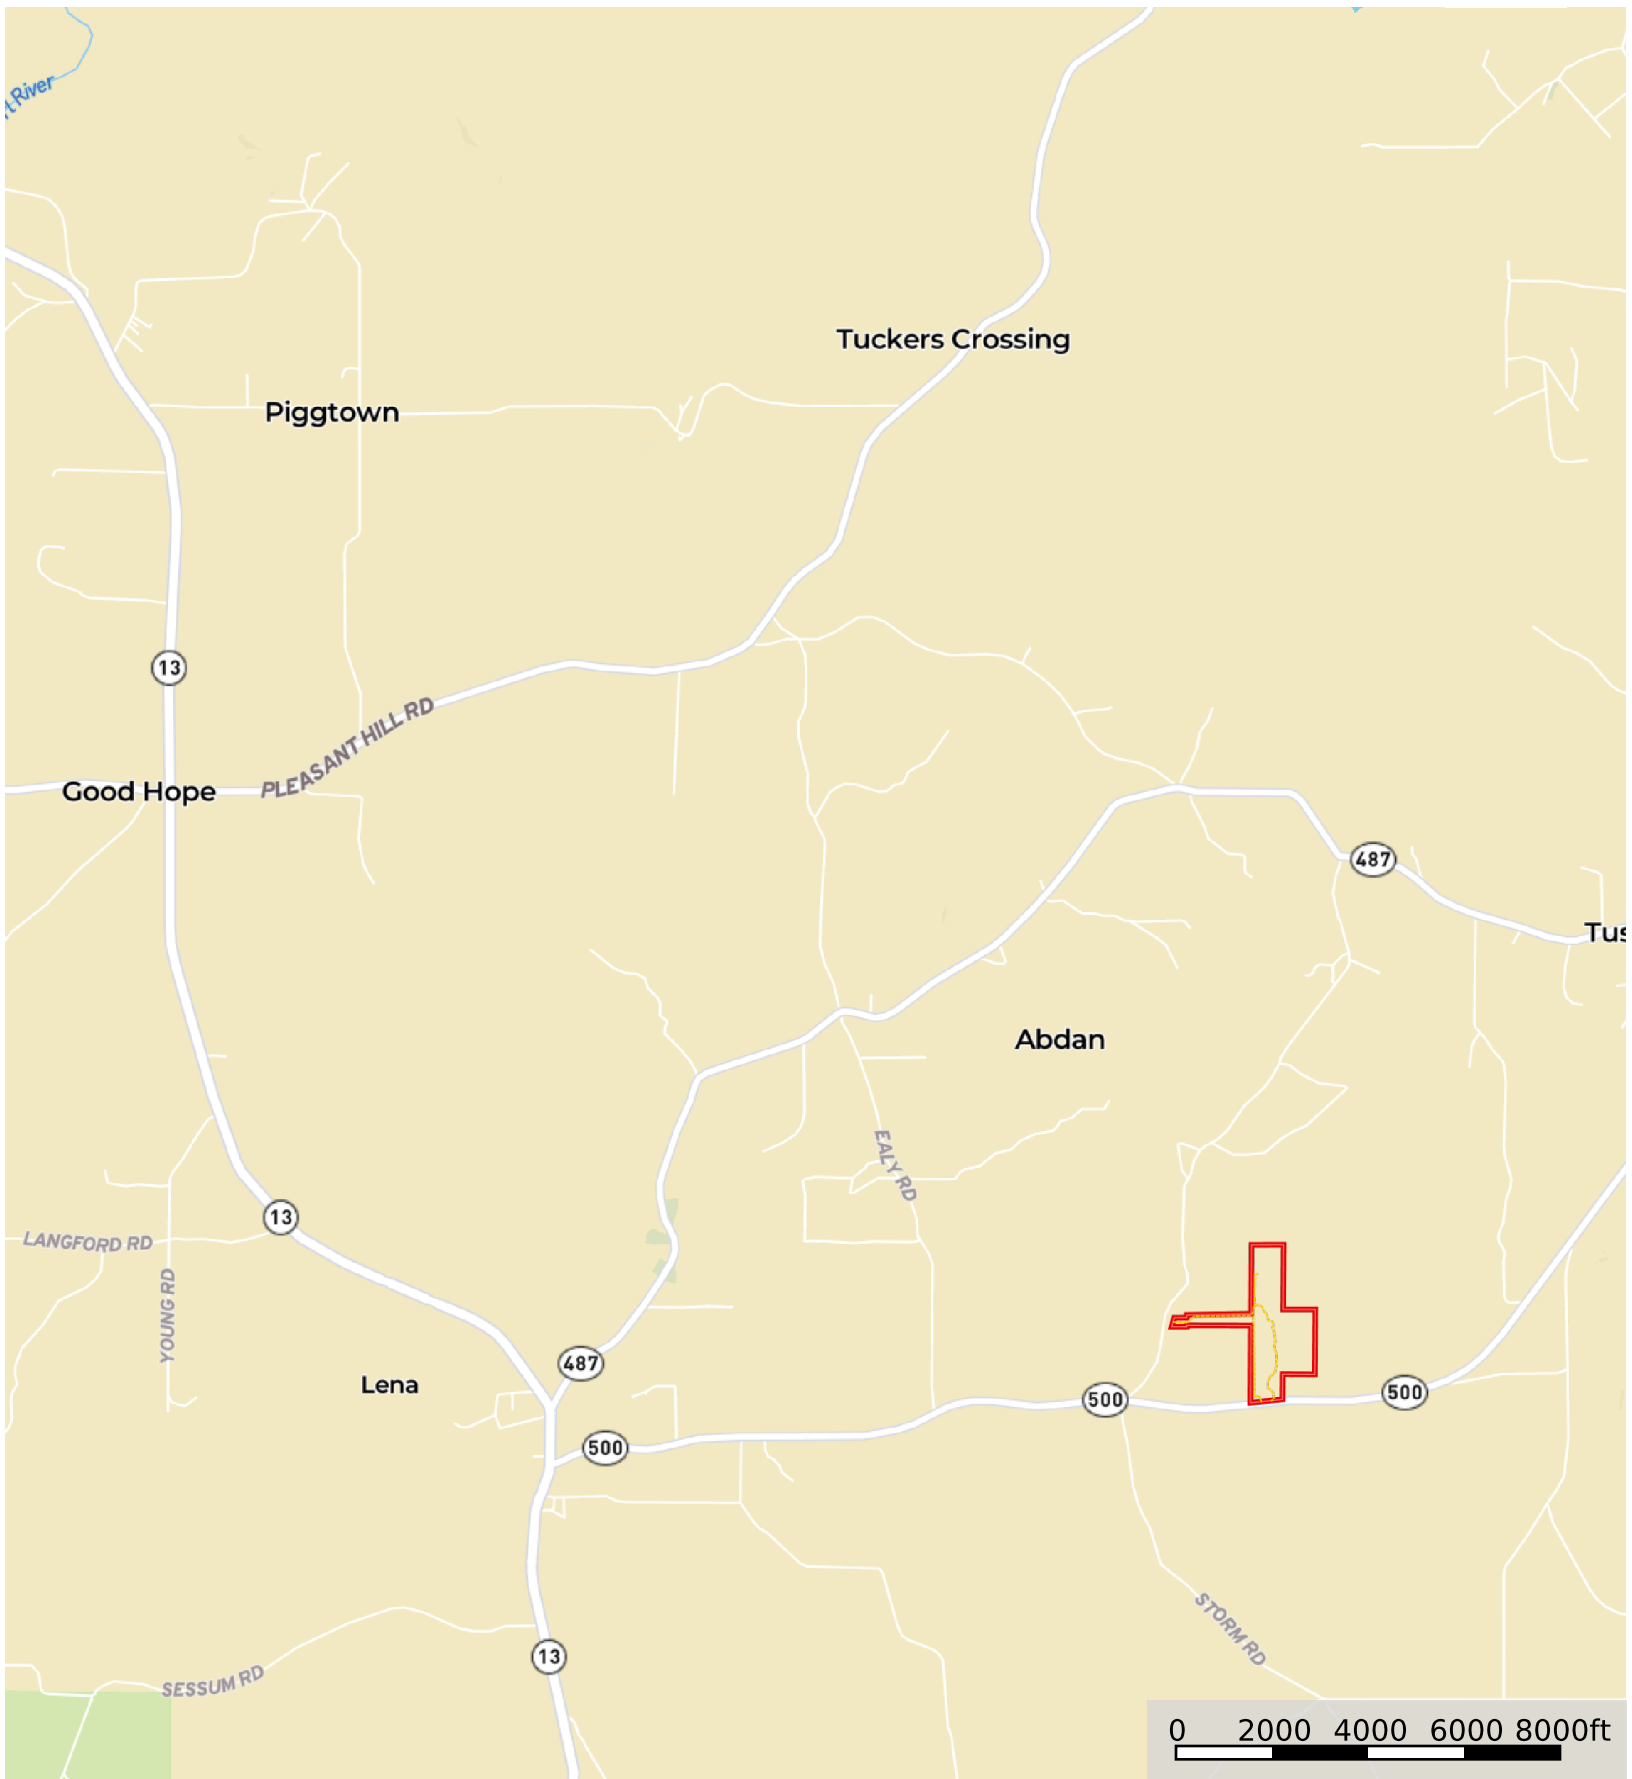 River
Tuckers Crossing
Piggtown
13
PLEASANT HILL RD
Good Hope
487
Tus
Abdan
EALY RD
13
LANGFORD RD
YOUNG RD
487
Lena
500
500
500
STORM RD
13
SESSUM RD
0 2000 4000 6000 8000ft